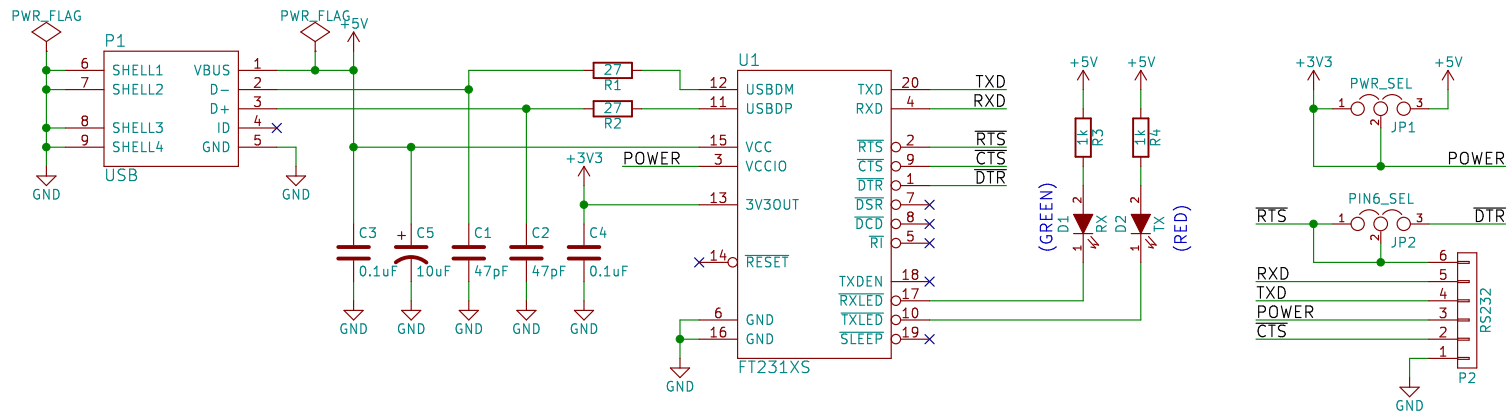 PWR_FLAG
PWR_FLAG
+5V
P1
6 SHELL1 VBUS 1
7 SHELL2 D- 2
D+ 3
8 SHELL3 ID 4
9 SHELL4 GND 5
USB
GND
GND
27
R1
27
R2
U1
12 USBDM TXD 20 TXD
11 USBDP RXD 4 RXD
15 VCC RTS 2 RTS
POWER 3 VCCIO CTS 9 CTS
DTR 1 DTR
+3V3
13 3V3OUT DSR 7
DCD 8
RI 5
14 RESET
TXDEN 18
RXLED 17
6 GND TXLED 10
16 GND SLEEP 19
FT231XS
GND
C3
0.1uF
GND
+ C5
10uF
GND
C1
47pF
GND
C2
47pF
GND
C4
0.1uF
GND
+5V
1k
R3
2
D1 RX
1
(GREEN)
+5V
1k
R4
2
D2 TX
1
(RED)
+3V3
PWR_SEL
+5V
1 3
2
JP1
POWER
PIN6_SEL
RTS 1 3 DTR
2
JP2
6
RXD 5
TXD 4
POWER 3
CTS 2
1
RS232
P2
GND